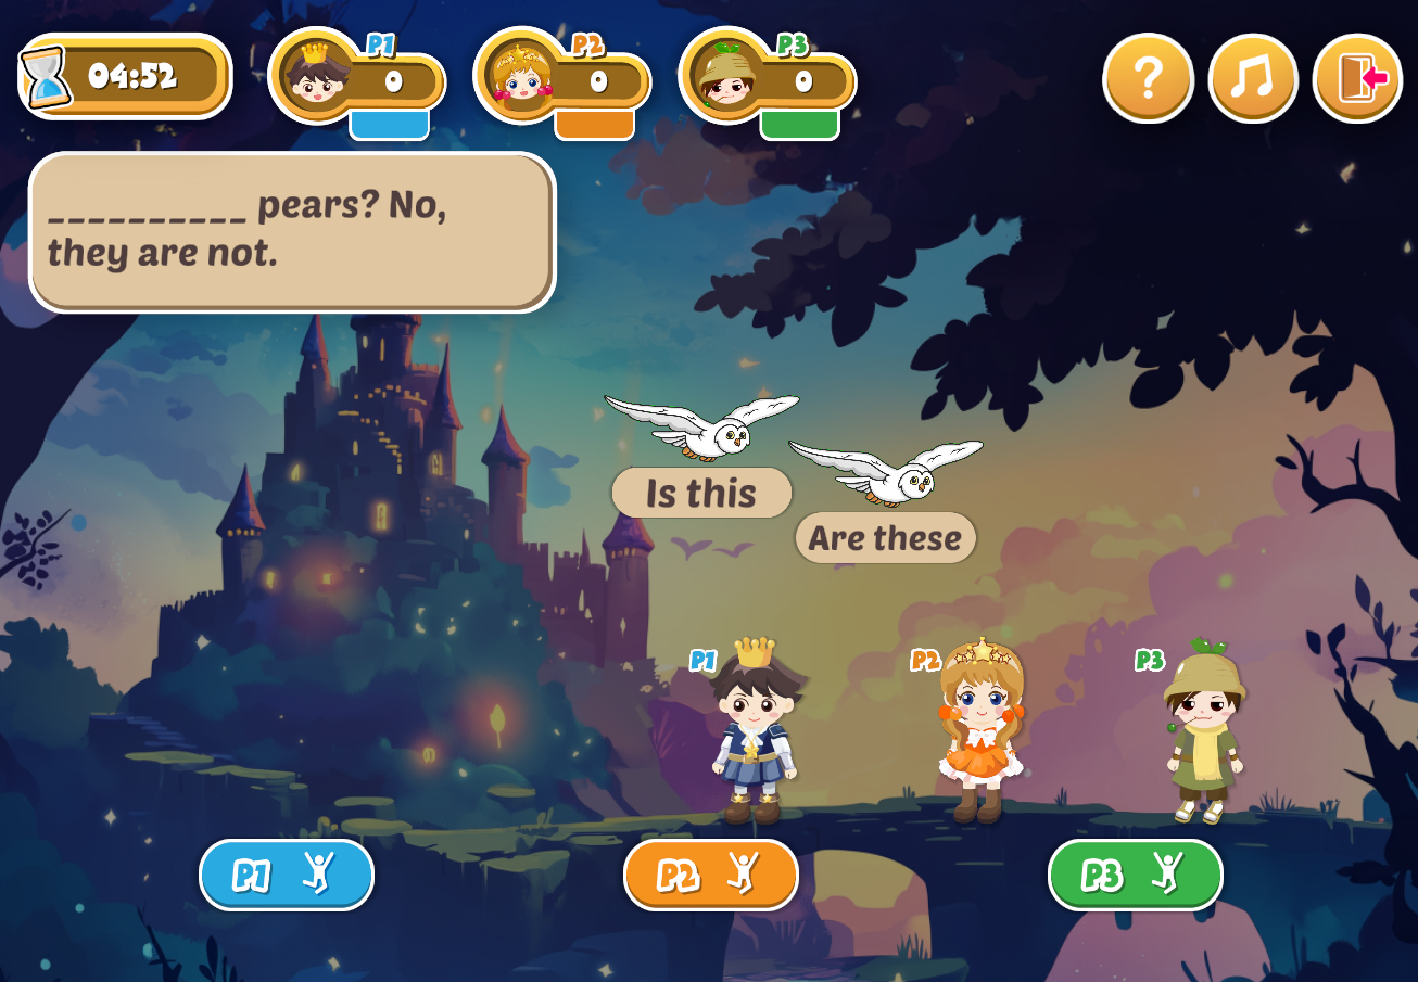 04:52
P1
0
P2
0
P3
0
?
__________ pears? No,
they are not.
Is this
Are these
P1
P2
P3
P1
P2
P3